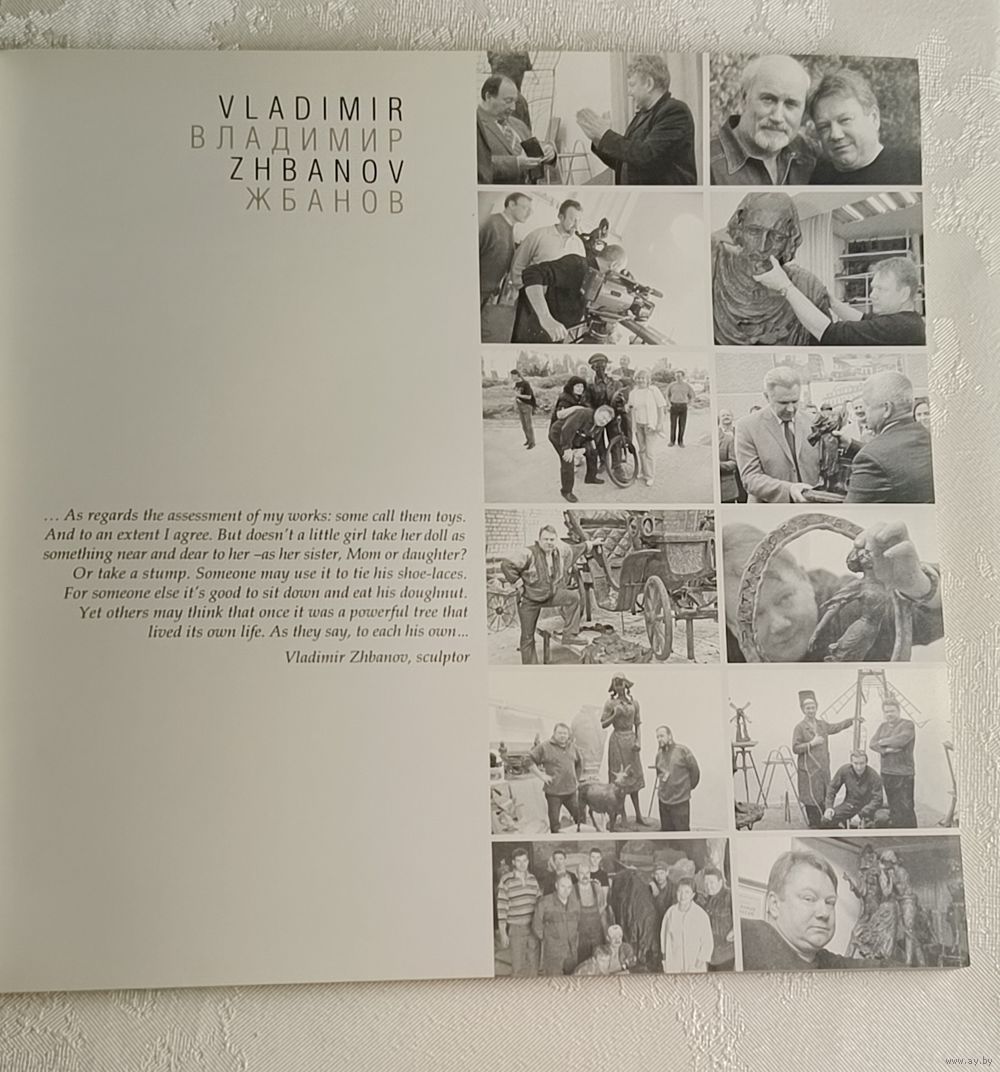 VLADIMIR
ВЛАДИМИР
ZHBANOV
ЖБАНОВ
... As regards the assessment of my works: some call them toys.
And to an extent I agree. But doesn't a little girl take her doll as
something near and dear to her –as her sister, Mom or daughter?
Or take a stump. Someone may use it to tie his shoe-laces.
For someone else it's good to sit down and eat his doughnut.
Yet others may think that once it was a powerful tree that
lived its own life. As they say, to each his own...
Vladimir Zhbanov, sculptor
www.ay.by